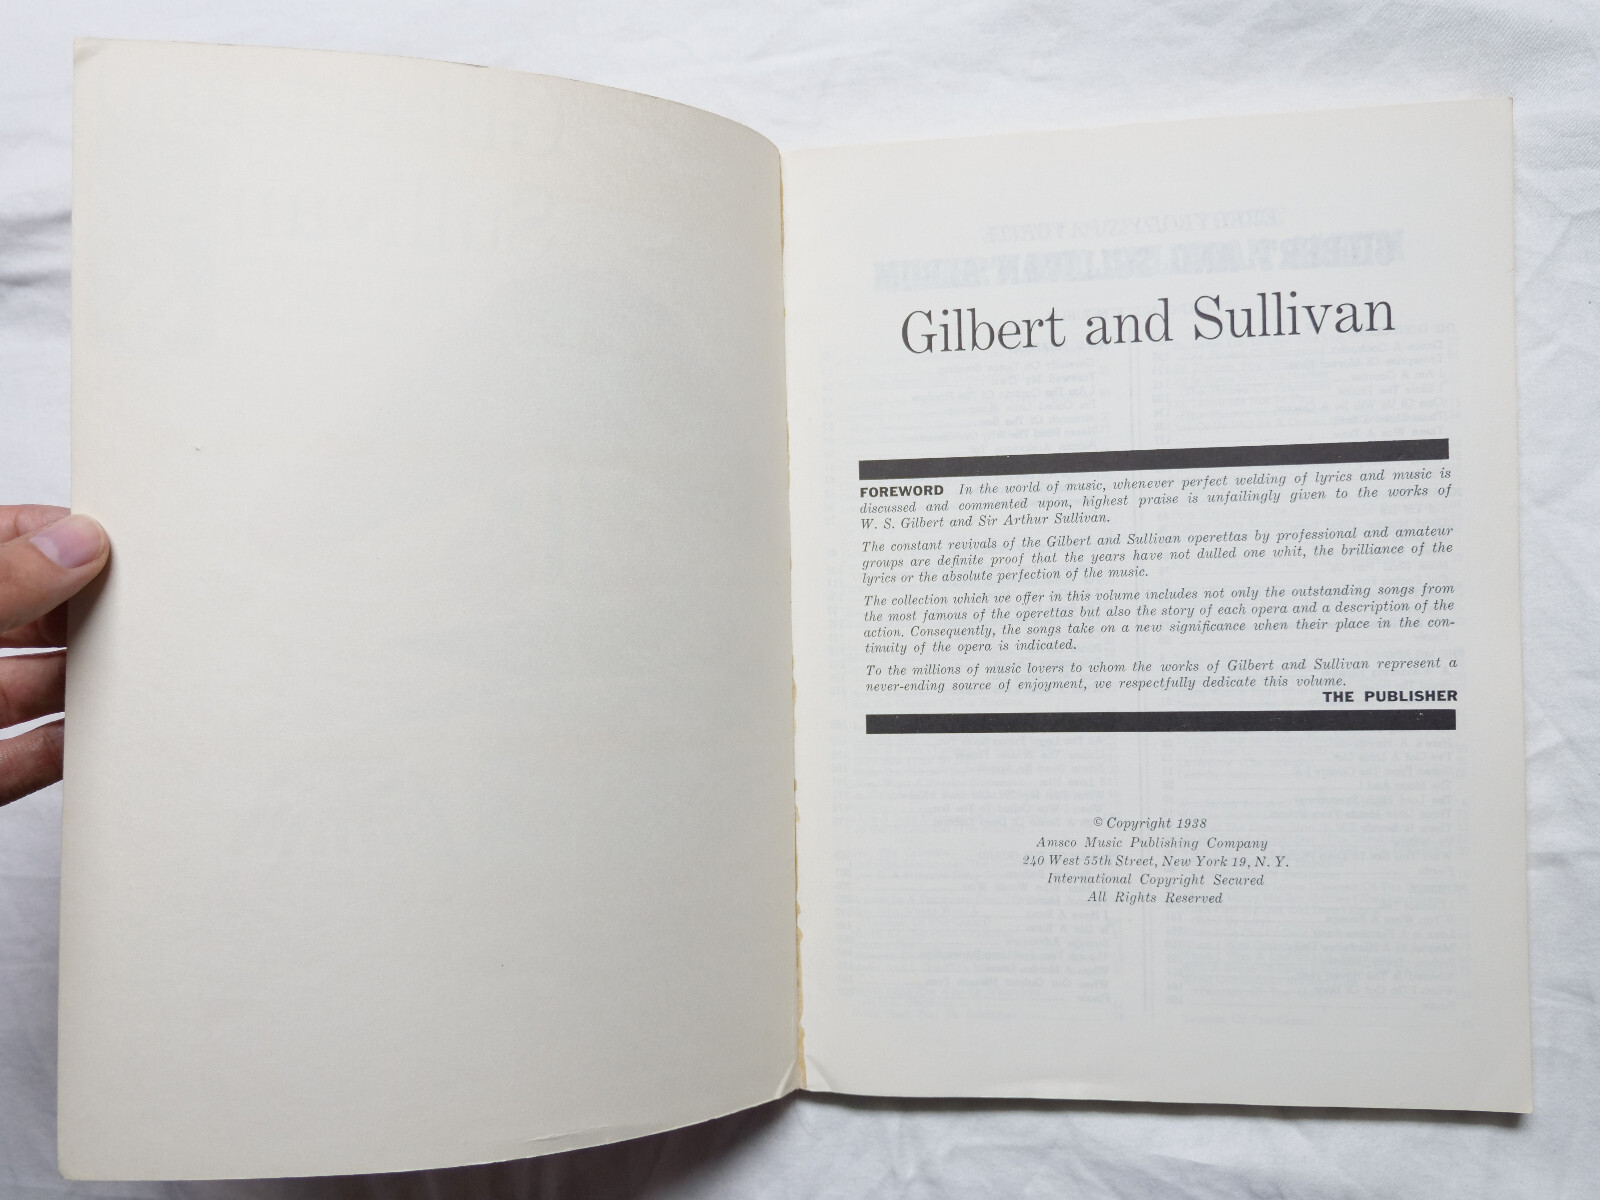 Gilbert and Sullivan
FOREWORD In the world of music, whenever perfect welding of lyrics and music is
discussed and commented upon, highest praise is unfailingly given to the works of
W. S. Gilbert and Sir Arthur Sullivan.
The constant revivals of the Gilbert and Sullivan operettas by professional and amateur
groups are definite proof that the years have not dulled one whit, the brilliance of the
lyrics or the absolute perfection of the music.
The collection which we offer in this volume includes not only the outstanding songs from
the most famous of the operettas but also the story of each opera and a description of the
action. Consequently, the songs take on a new significance when their place in the con-
tinuity of the opera is indicated.
To the millions of music lovers to whom the works of Gilbert and Sullivan represent a
never-ending source of enjoyment, we respectfully dedicate this volume.
THE PUBLISHER
© Copyright 1938
Amsco Music Publishing Company
240 West 55th Street, New York 19, N. Y.
International Copyright Secured
All Rights Reserved